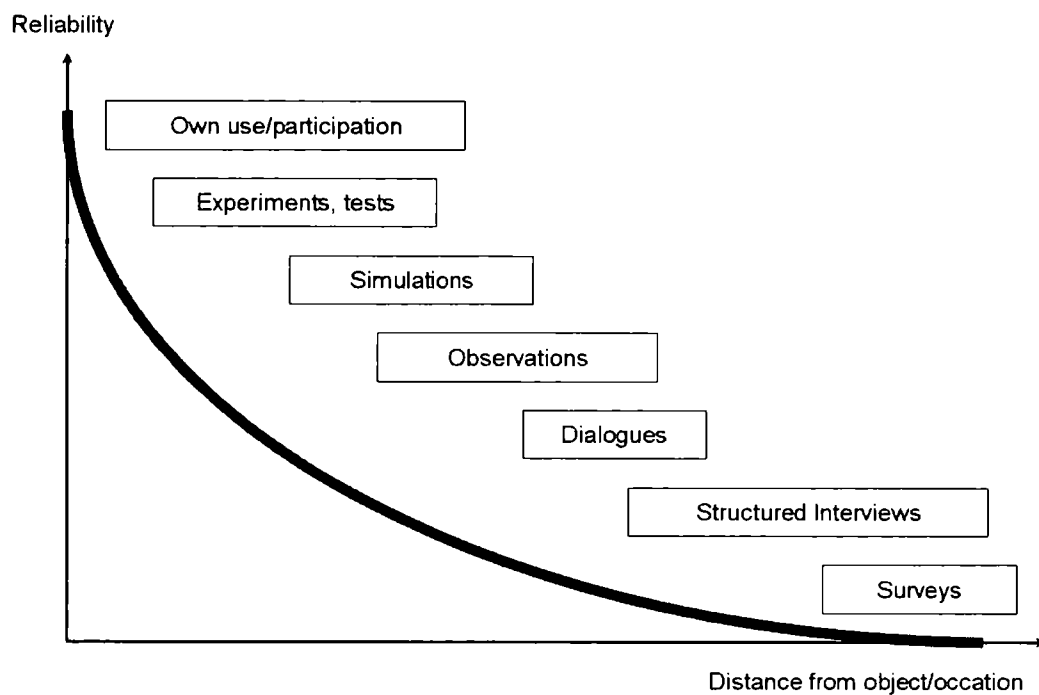 Reliability
Own use/participation
Experiments, tests
Simulations
Observations
Dialogues
Structured Interviews
Surveys
Distance from object/occation